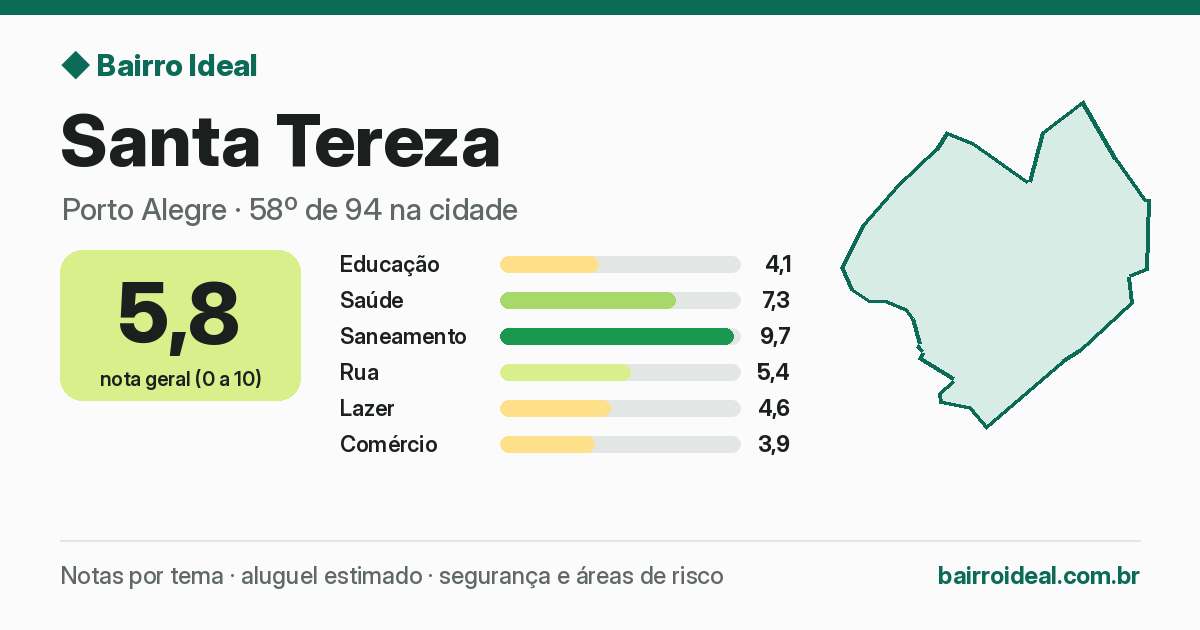 Bairro Ideal
Santa Tereza
Porto Alegre · 58º de 94 na cidade
5,8
nota geral (0 a 10)
Educação 4,1
Saúde 7,3
Saneamento 9,7
Rua 5,4
Lazer 4,6
Comércio 3,9
Notas por tema · aluguel estimado · segurança e áreas de risco
bairroideal.com.br